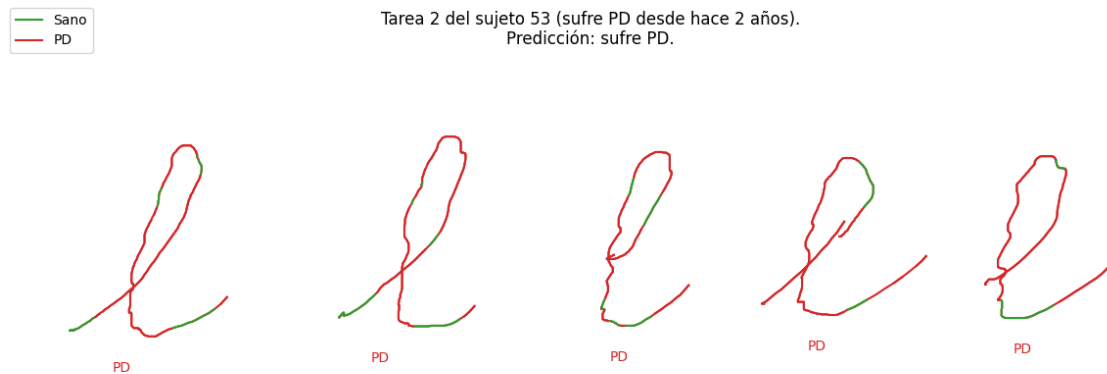 Sano
PD
Tarea 2 del sujeto 53 (sufre PD desde hace 2 años).
Predicción: sufre PD.
l l l l l
PD PD PD PD PD